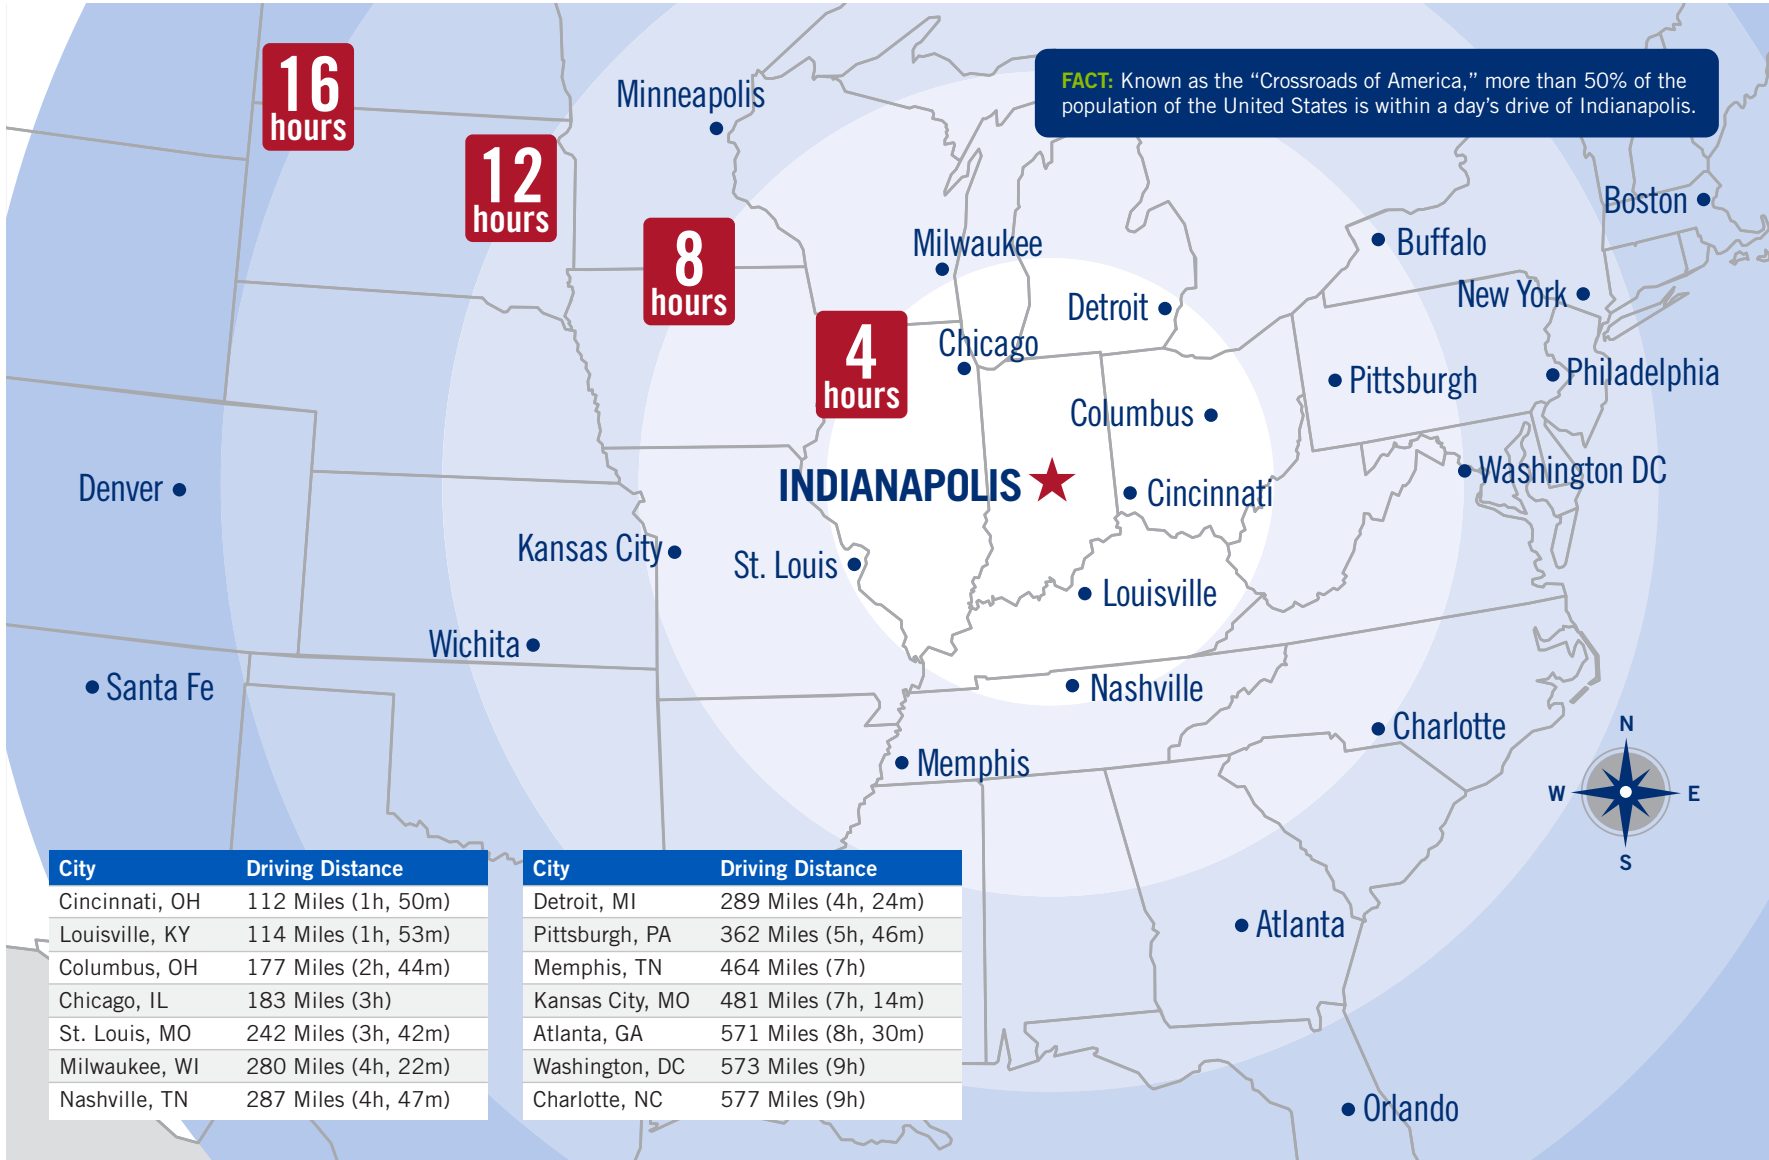 16
hours
12
hours
8
hours
4
hours
FACT: Known as the “Crossroads of America,” more than 50% of the
population of the United States is within a day’s drive of Indianapolis.
Minneapolis
Boston
Milwaukee
Buffalo
Detroit
New York
Chicago
Pittsburgh
Philadelphia
Columbus
INDIANAPOLIS
Cincinnati
Washington DC
Denver
Kansas City
St. Louis
Louisville
Wichita
Santa Fe
Nashville
Charlotte
Memphis
Atlanta
Orlando
N
W
E
S
City Driving Distance
Cincinnati, OH 112 Miles (1h, 50m)
Louisville, KY 114 Miles (1h, 53m)
Columbus, OH 177 Miles (2h, 44m)
Chicago, IL 183 Miles (3h)
St. Louis, MO 242 Miles (3h, 42m)
Milwaukee, WI 280 Miles (4h, 22m)
Nashville, TN 287 Miles (4h, 47m)
City Driving Distance
Detroit, MI 289 Miles (4h, 24m)
Pittsburgh, PA 362 Miles (5h, 46m)
Memphis, TN 464 Miles (7h)
Kansas City, MO 481 Miles (7h, 14m)
Atlanta, GA 571 Miles (8h, 30m)
Washington, DC 573 Miles (9h)
Charlotte, NC 577 Miles (9h)